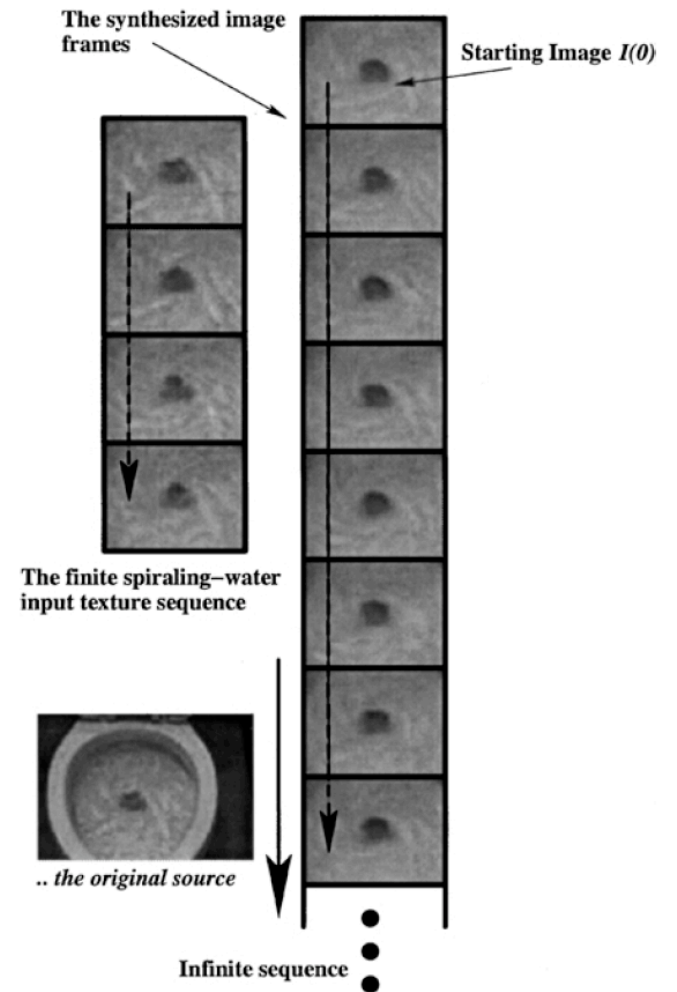 The synthesized image
frames
Starting Image I(0)
The finite spiraling–water
input texture sequence
.. the original source
Infinite sequence